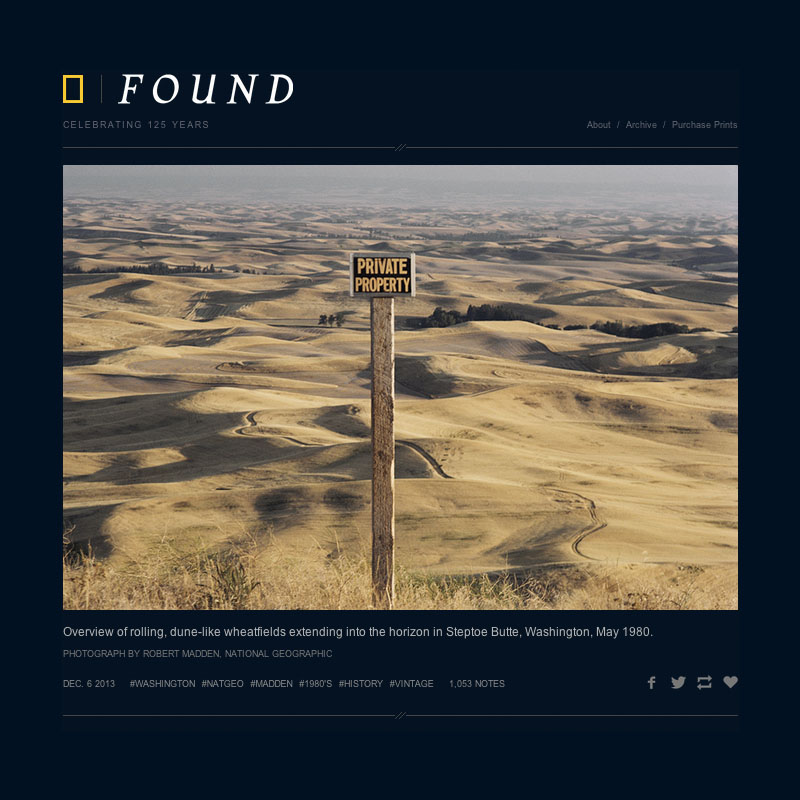 FOUND
CELEBRATING 125 YEARS
About / Archive / Purchase Prints
PRIVATE
PROPERTY
Overview of rolling, dune-like wheatfields extending into the horizon in Steptoe Butte, Washington, May 1980.
PHOTOGRAPH BY ROBERT MADDEN, NATIONAL GEOGRAPHIC
DEC. 6 2013 #WASHINGTON #NATGEO #MADDEN #1980'S #HISTORY #VINTAGE 1,053 NOTES